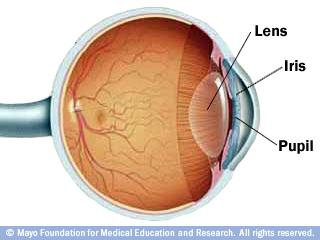 Lens
Iris
Pupil
© Mayo Foundation for Medical Education and Research. All rights reserved.